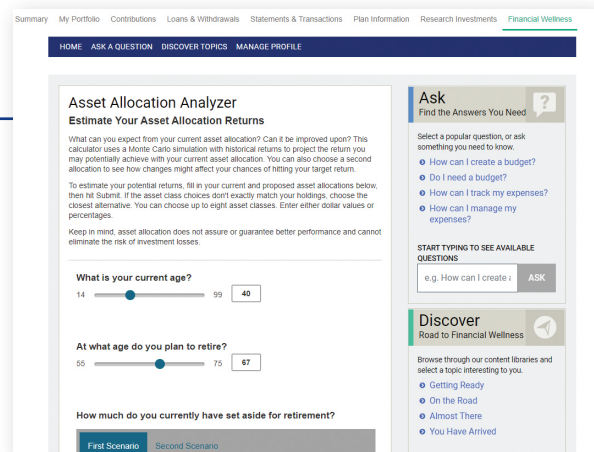 Summary My Portfolio Contributions Loans & Withdrawals Statements & Transactions Plan Information Research Investments Financial Wellness
HOME ASK A QUESTION DISCOVER TOPICS MANAGE PROFILE
Asset Allocation Analyzer
Estimate Your Asset Allocation Returns
What can you expect from your current asset allocation? Can it be improved upon? This
calculator uses a Monte Carlo simulation with historical returns to project the return you
may potentially achieve with your current asset allocation. You can also choose a second
allocation to see how changes might affect your chances of hitting your target return.
To estimate your potential returns, fill in your current and proposed asset allocations below,
then hit Submit. If the asset class choices don't exactly match your holdings, choose the
closest alternative. You can choose up to eight asset classes. Enter either dollar values or
percentages.
Keep in mind, asset allocation does not assure or guarantee better performance and cannot
eliminate the risk of investment losses.
What is your current age?
14 99 40
At what age do you plan to retire?
55 75 67
How much do you currently have set aside for retirement?
First Scenario Second Scenario
Ask
Find the Answers You Need
?
Select a popular question, or ask
something you need to know.
How can I create a budget?
Do I need a budget?
How can I track my expenses?
How can I manage my
expenses?
START TYPING TO SEE AVAILABLE
QUESTIONS
e.g. How can I create a ASK
Discover
Road to Financial Wellness
Browse through our content libraries and
select a topic interesting to you.
Getting Ready
On the Road
Almost There
You Have Arrived